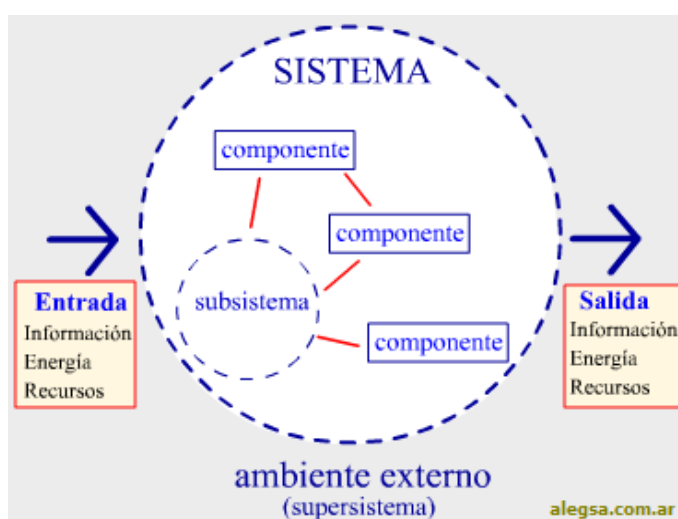 SISTEMA
componente
componente
subsistema
componente
Entrada
Información
Energía
Recursos
Salida
Información
Energía
Recursos
ambiente externo
(supersistema)
alegsa.com.ar